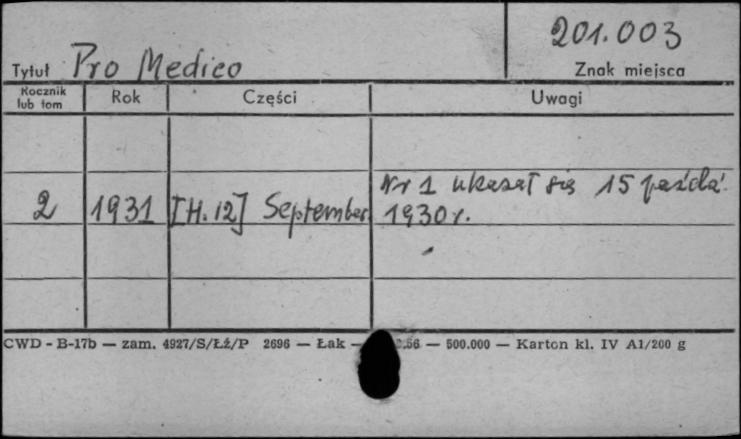 201.003
Tytuł Pro Medico
Znak miejsca
Rocznik lub tom Rok Części Uwagi
Nr 1 ukazał się 15 paźdź.
2 1931 [H. 12] September 1930 r.
CWD - B-17b — zam. 4927/S/Łź/P 2696 — Łak — .56 — 500.000 — Karton kl. IV A1/200 g